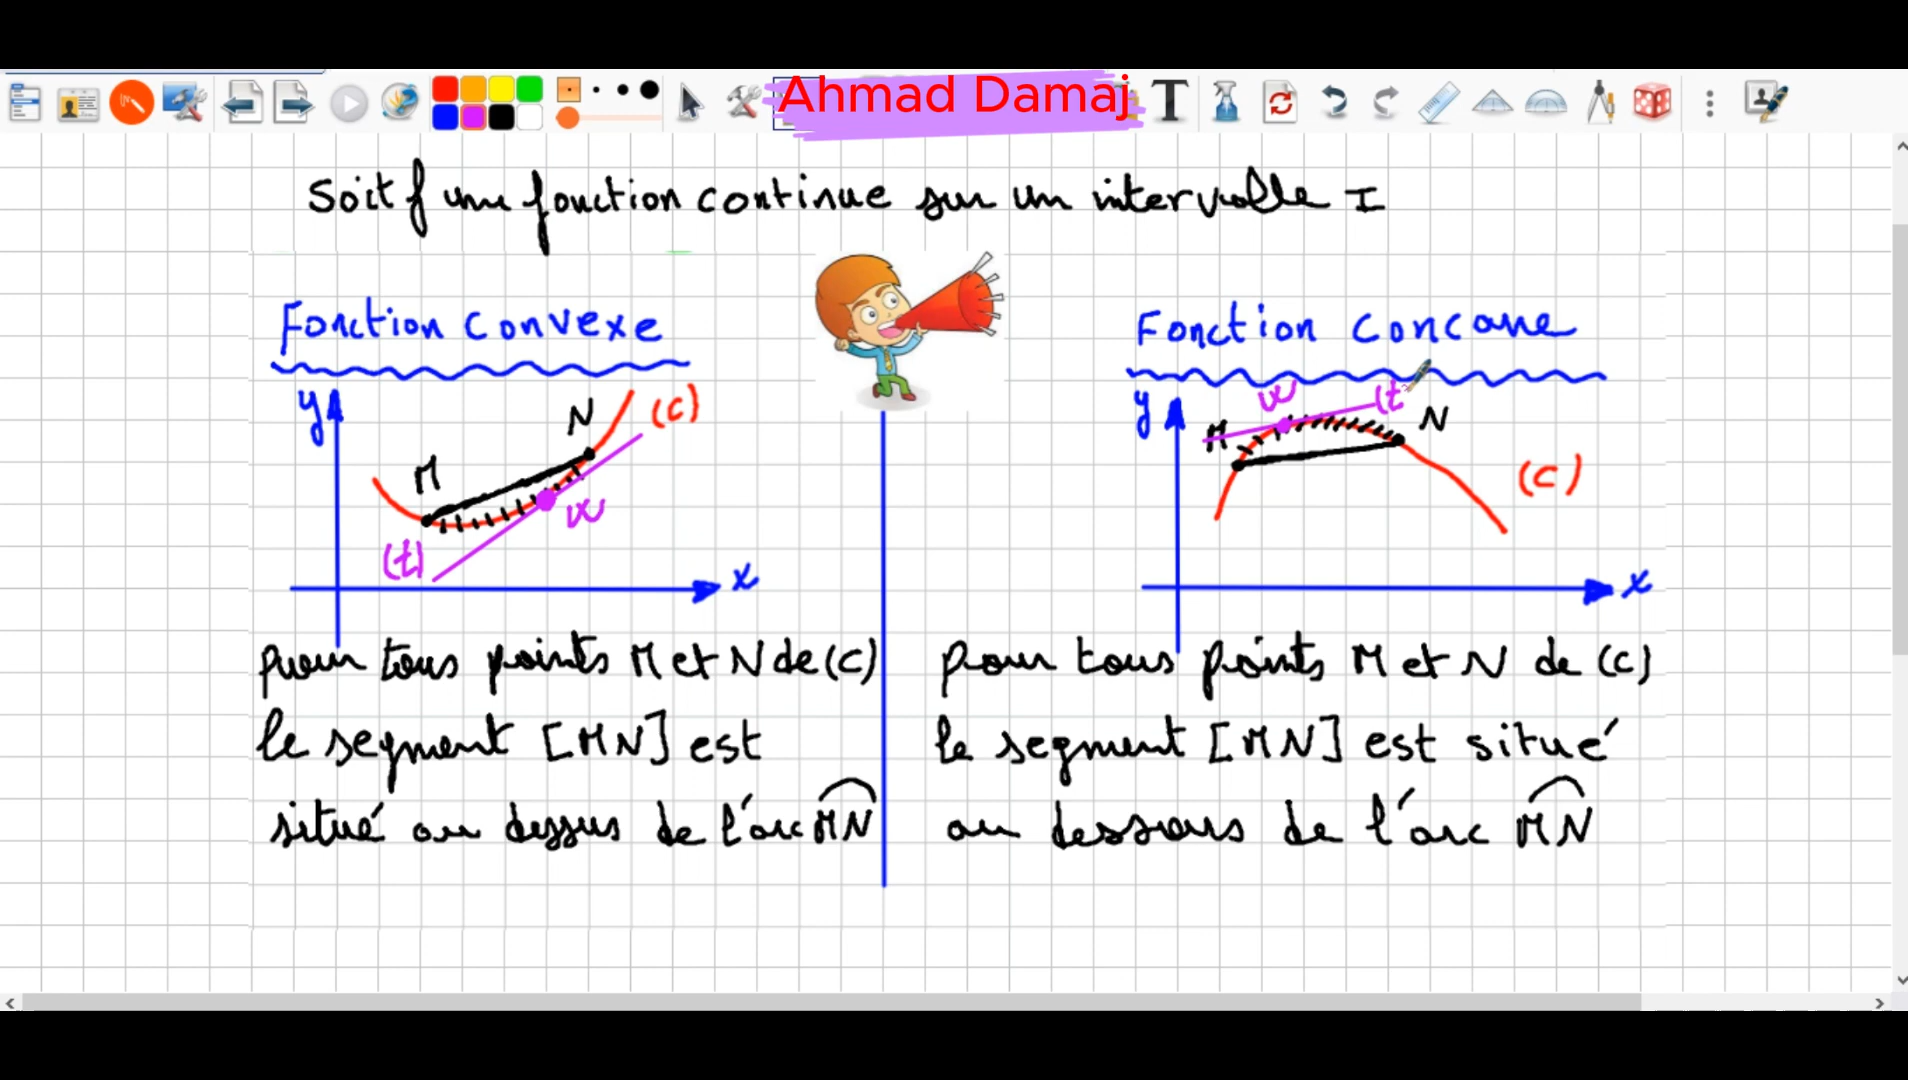 Ahmad Damaj
Soit f une fonction continue sur un intervalle I
Fonction convexe
y
M
N
(c)
(t)
x
pour tous points M et N de (C)
le segment [MN] est
situé au dessus de l'arc MN
Fonction concave
y
M
(t
N
(C)
x
pour tous points M et N de (C)
le segment [MN] est situé
au dessous de l'arc MN